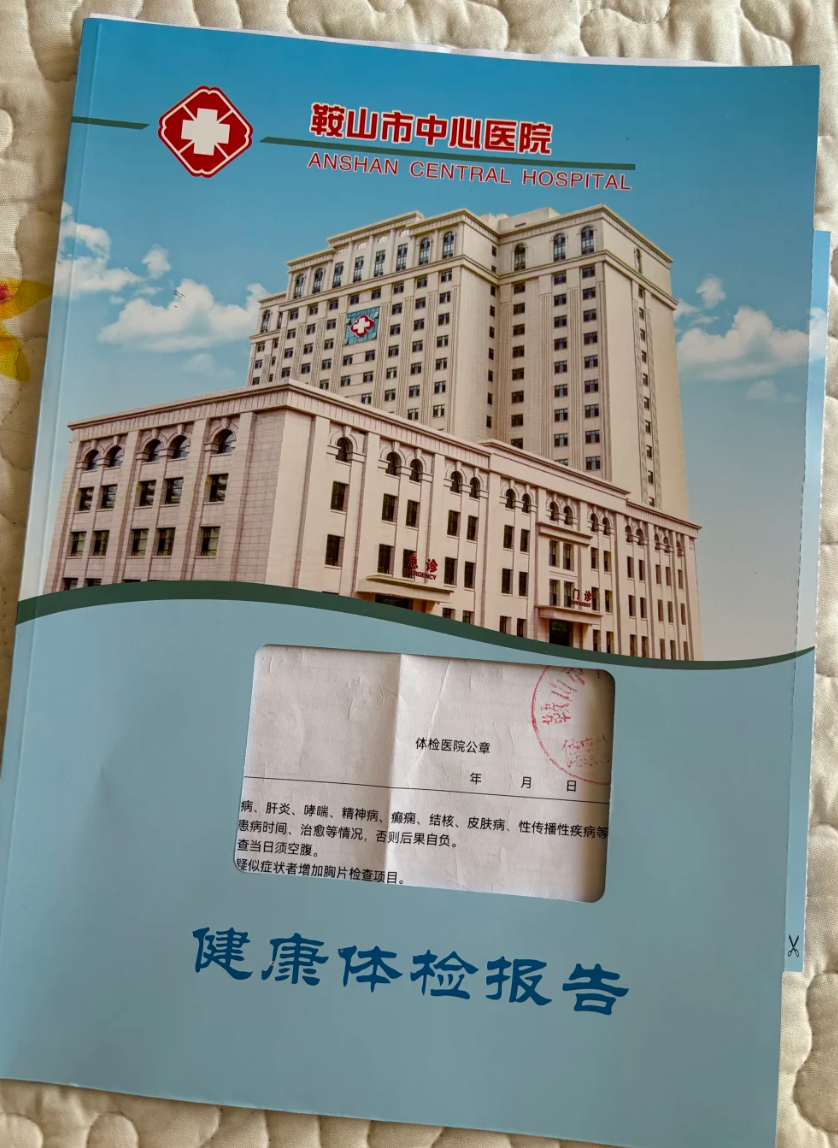 鞍山市中心医院
ANSHAN CENTRAL HOSPITAL
急诊
EMERGENCY
门诊
体检医院公章
年 月 日
病、肝炎、哮喘、精神病、癫痫、结核、皮肤病、性传播性疾病等
患病时间、治愈等情况，否则后果自负。
查当日须空腹。
疑似症状者增加胸片检查项目。
健康体检报告